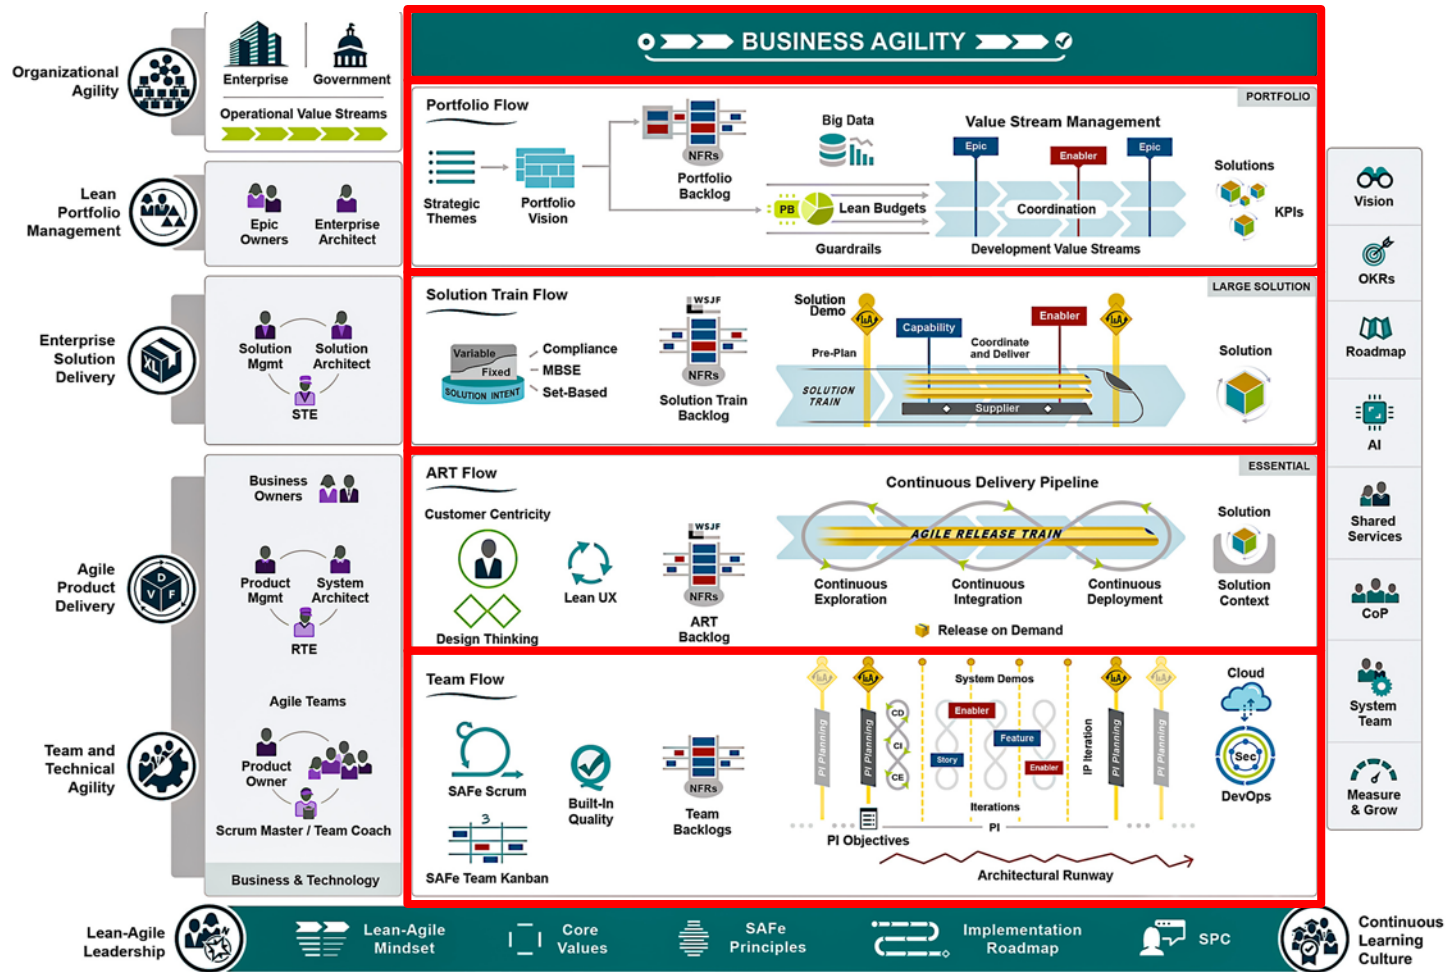 Organizational
Agility
Enterprise
Government
Operational Value Streams
BUSINESS AGILITY
Portfolio Flow
PORTFOLIO
Strategic
Themes
Portfolio
Vision
NFRs
Portfolio
Backlog
Big Data
PB
Lean Budgets
Guardrails
Value Stream Management
Epic
Enabler
Epic
Coordination
Development Value Streams
Solutions
KPIs
Lean
Portfolio
Management
Epic
Owners
Enterprise
Architect
Enterprise
Solution
Delivery
XL
Solution
Mgmt
Solution
Architect
STE
Solution Train Flow
LARGE SOLUTION
Variable
Fixed
SOLUTION INTENT
Compliance
MBSE
Set-Based
WSJF
NFRs
Solution Train
Backlog
Solution
Demo
I&A
Pre-Plan
Capability
Coordinate
and Deliver
Enabler
I&A
SOLUTION
TRAIN
Supplier
Solution
Agile
Product
Delivery
D
V
F
Business
Owners
Product
Mgmt
System
Architect
RTE
ART Flow
ESSENTIAL
Customer Centricity
Design Thinking
Lean UX
WSJF
NFRs
ART
Backlog
Continuous Delivery Pipeline
AGILE RELEASE TRAIN
Continuous
Exploration
Continuous
Integration
Continuous
Deployment
Release on Demand
Solution
Solution
Context
Team and
Technical
Agility
Agile Teams
Product
Owner
Scrum Master / Team Coach
Business & Technology
Team Flow
SAFe Scrum
3
SAFe Team Kanban
Built-In
Quality
NFRs
Team
Backlogs
I&A
I&A
I&A
I&A
System Demos
PI Planning
PI Planning
CD
CI
CE
Enabler
Story
Feature
Enabler
IP Iteration
PI Planning
PI Planning
Iterations
PI
PI Objectives
Architectural Runway
Cloud
Sec
DevOps
Vision
OKRs
Roadmap
AI
Shared
Services
CoP
System
Team
Measure
& Grow
Lean-Agile
Leadership
Lean-Agile
Mindset
Core
Values
SAFe
Principles
Implementation
Roadmap
SPC
Continuous
Learning
Culture